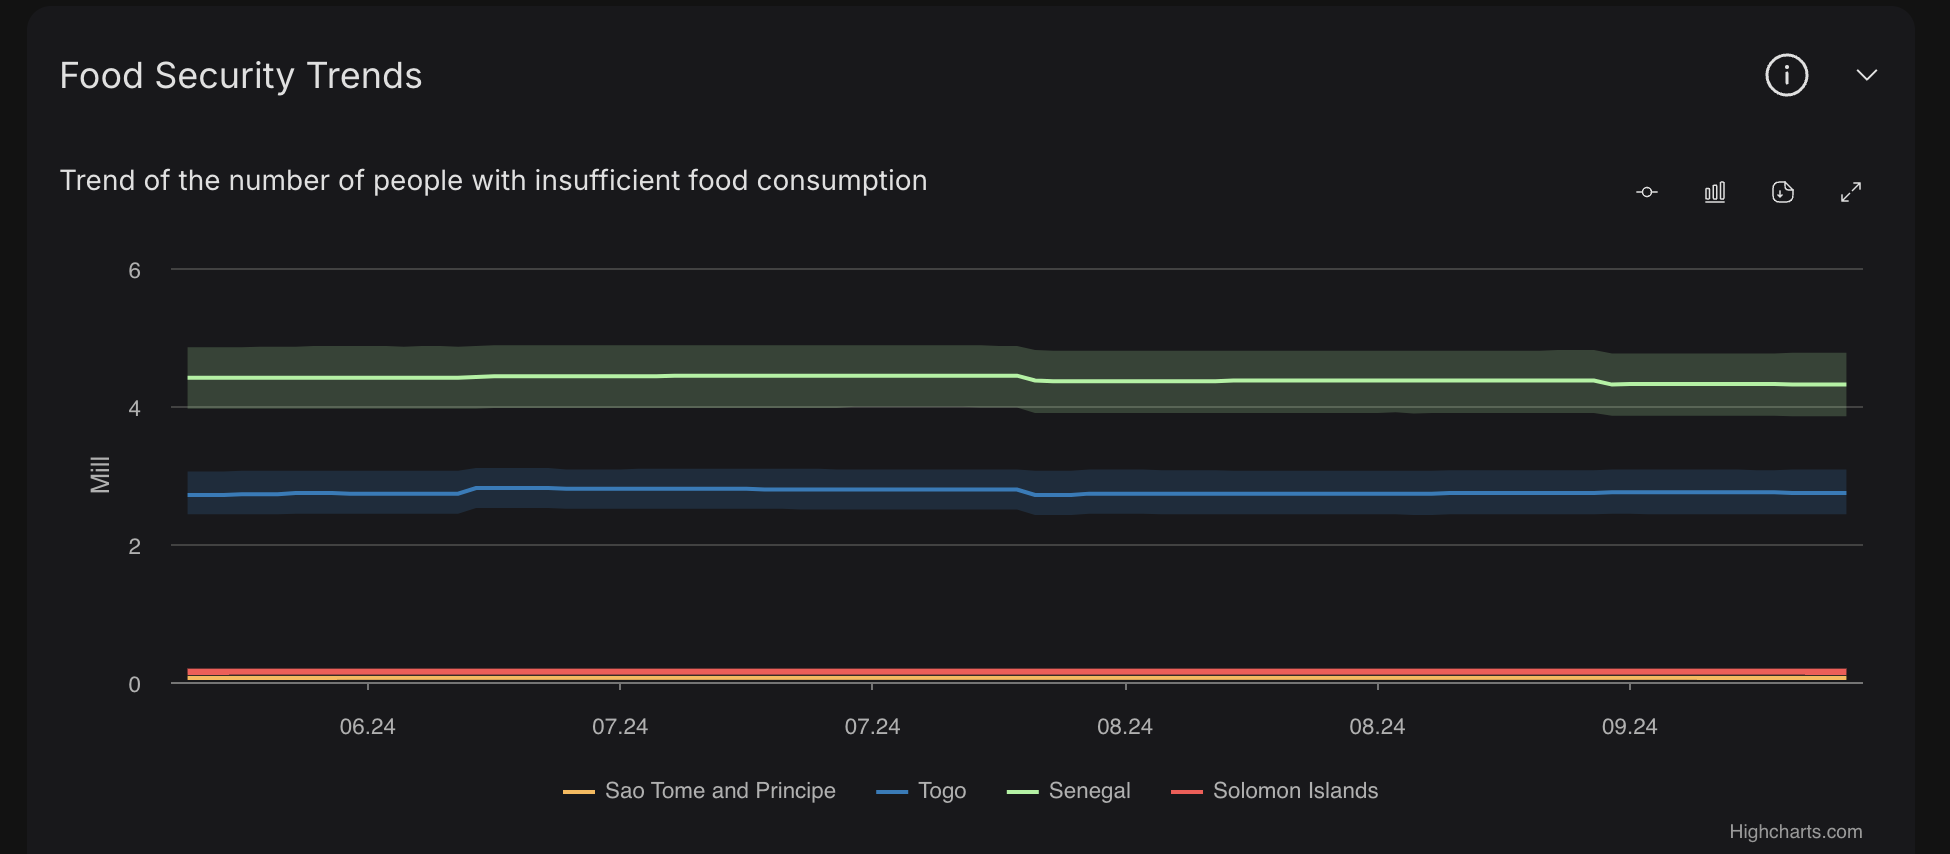 Food Security Trends
Trend of the number of people with insufficient food consumption
6
4
Mill
2
0
06.24 07.24 07.24 08.24 08.24 09.24
Sao Tome and Principe Togo Senegal Solomon Islands
Highcharts.com